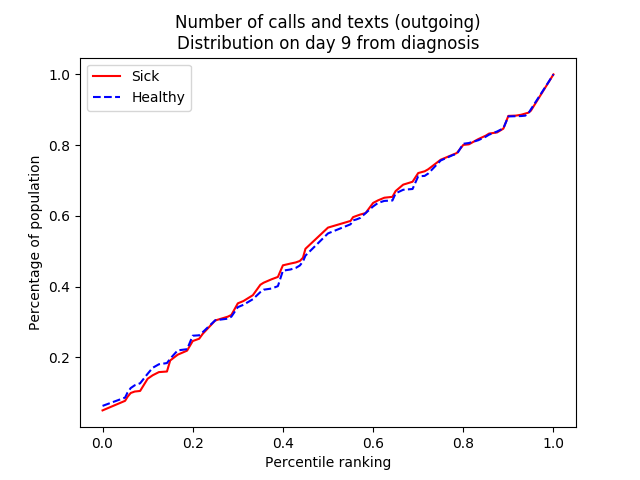 Number of calls and texts (outgoing)
Distribution on day 9 from diagnosis
Sick
Healthy
Percentage of population
1.0
0.8
0.6
0.4
0.2
0.0 0.2 0.4 0.6 0.8 1.0
Percentile ranking